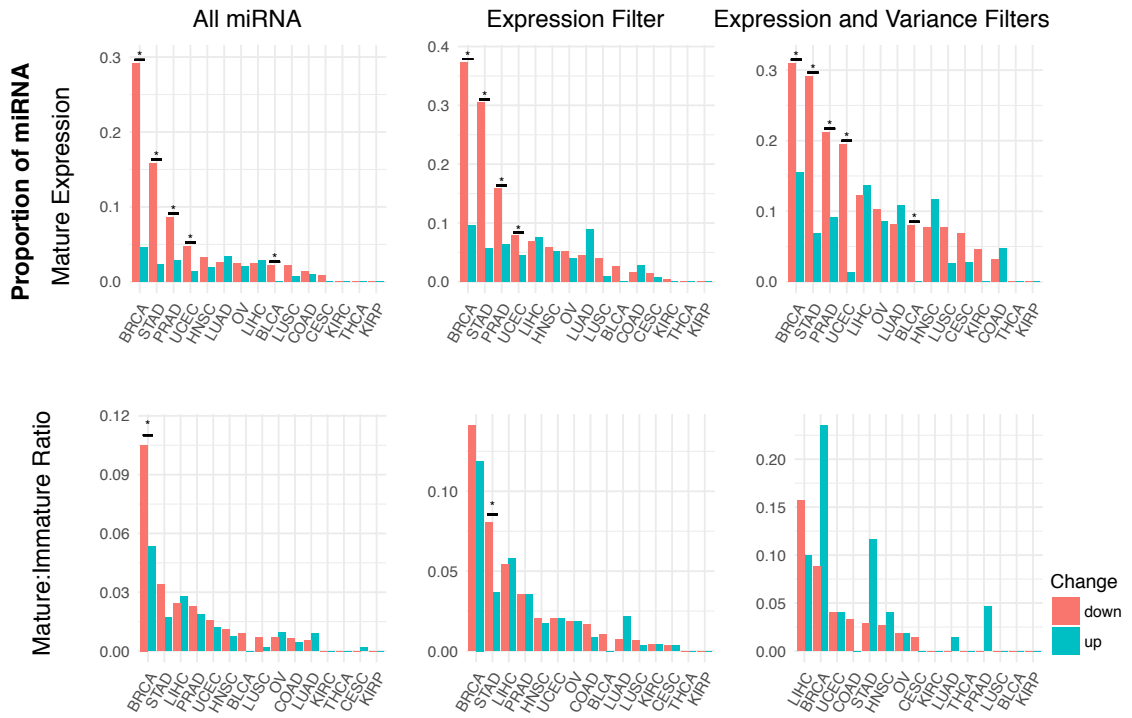 All miRNA
Expression Filter
Expression and Variance Filters
Proportion of miRNA
Mature Expression
0.3
0.2
0.1
0.0
* * * * *
BRCA STAD PRAD UCEC HNSC LUAD OV LIHC BLCA LUSC COAD CESC KIRC THCA KIRP
0.4
0.3
0.2
0.1
0.0
* * * *
BRCA STAD PRAD UCEC LIHC HNSC OV LUAD LUSC BLCA COAD CESC KIRC THCA KIRP
0.3
0.2
0.1
0.0
* * * * *
BRCA STAD PRAD UCEC LIHC OV LUAD BLCA HNSC LUSC CESC KIRC COAD THCA KIRP
Mature:Immature Ratio
0.12
0.09
0.06
0.03
0.00
*
BRCA STAD LIHC PRAD UCEC HNSC BLCA LUSC OV COAD LUAD KIRC THCA CESC KIRP
0.10
0.05
0.00
*
BRCA STAD LIHC PRAD HNSC UCEC OV COAD BLCA LUAD LUSC KIRC CESC THCA KIRP
0.20
0.15
0.10
0.05
0.00
LIHC BRCA UCEC COAD STAD HNSC OV CESC KIRC LUAD THCA PRAD LUSC BLCA KIRP
Change
down
up